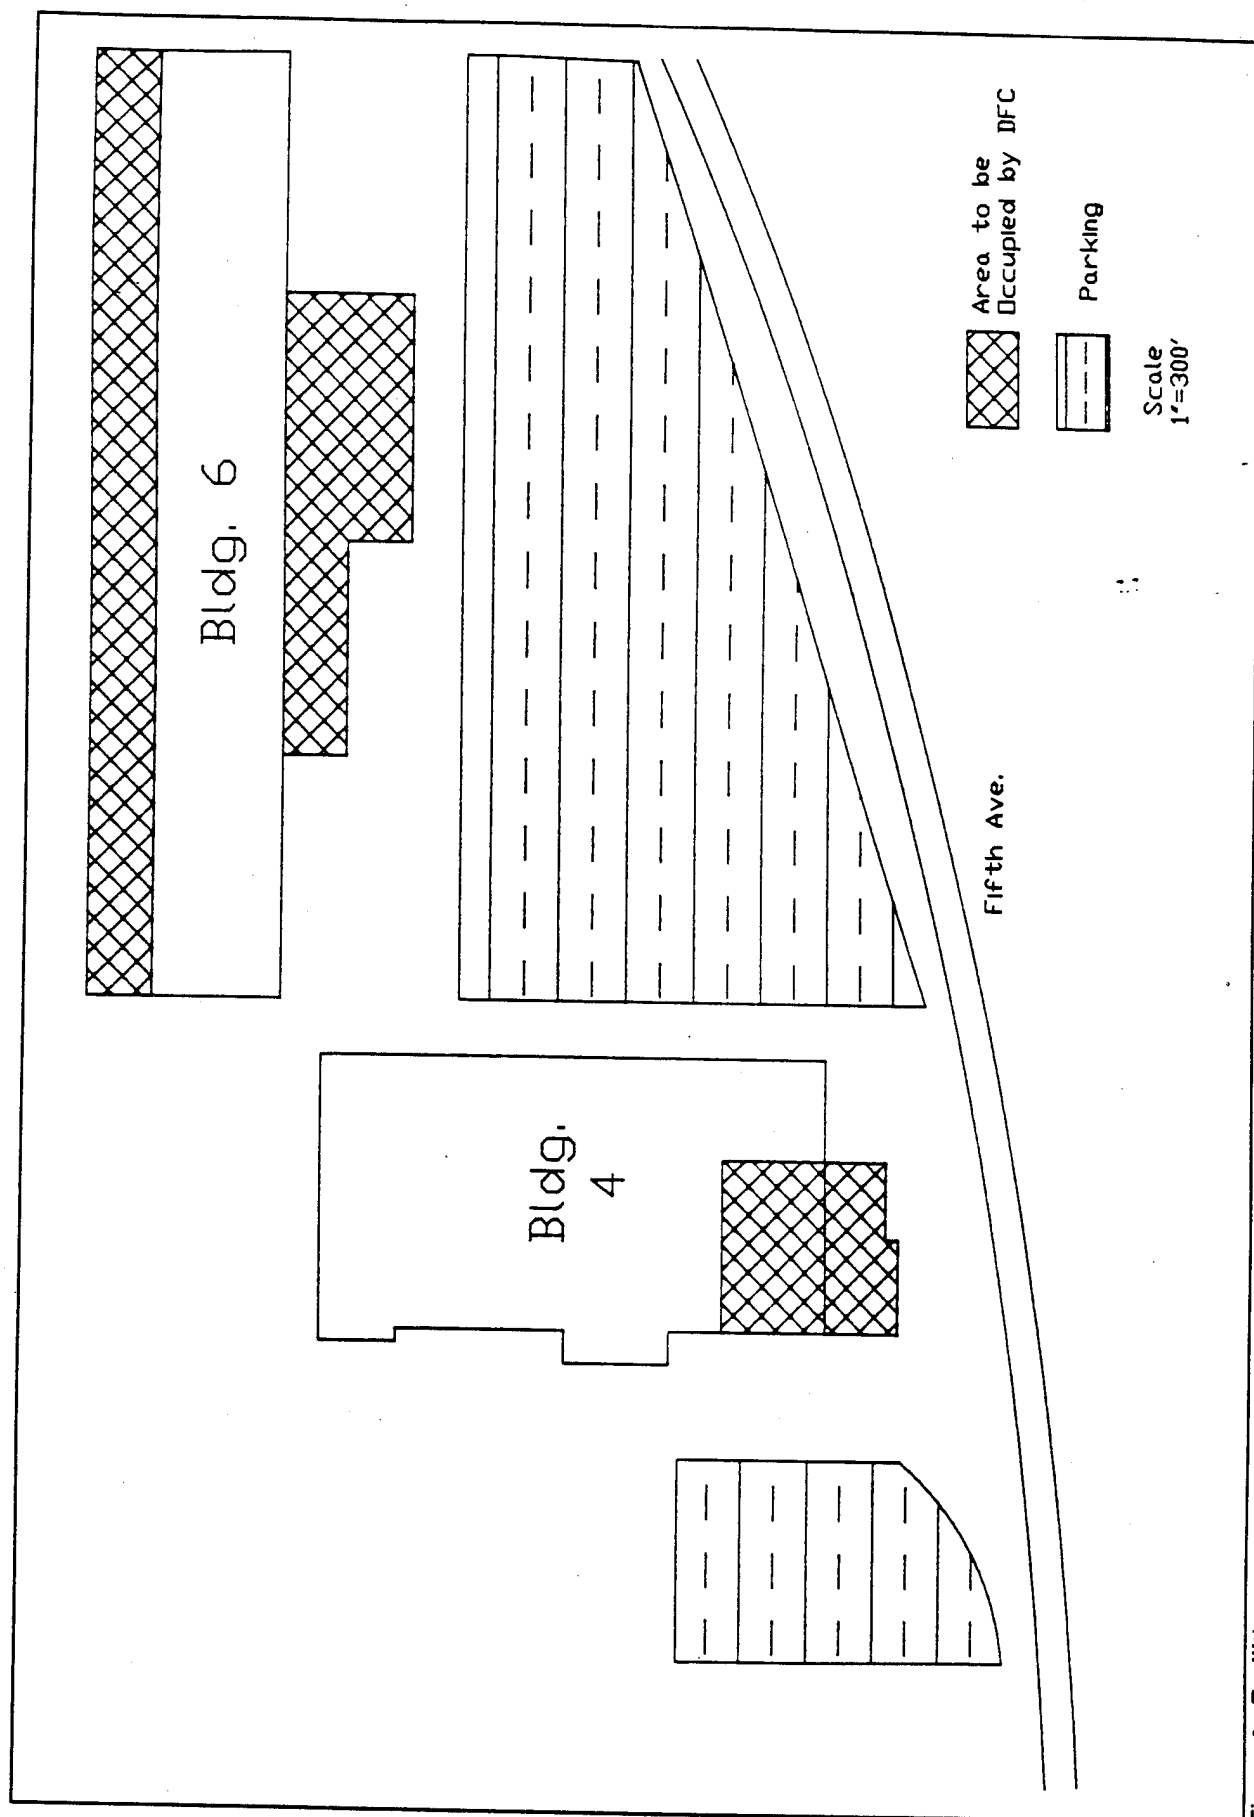 Bldg. 6
Bldg.
4
Fifth Ave.
Area to be
Occupied by DFC
Parking
Scale
1"=300'